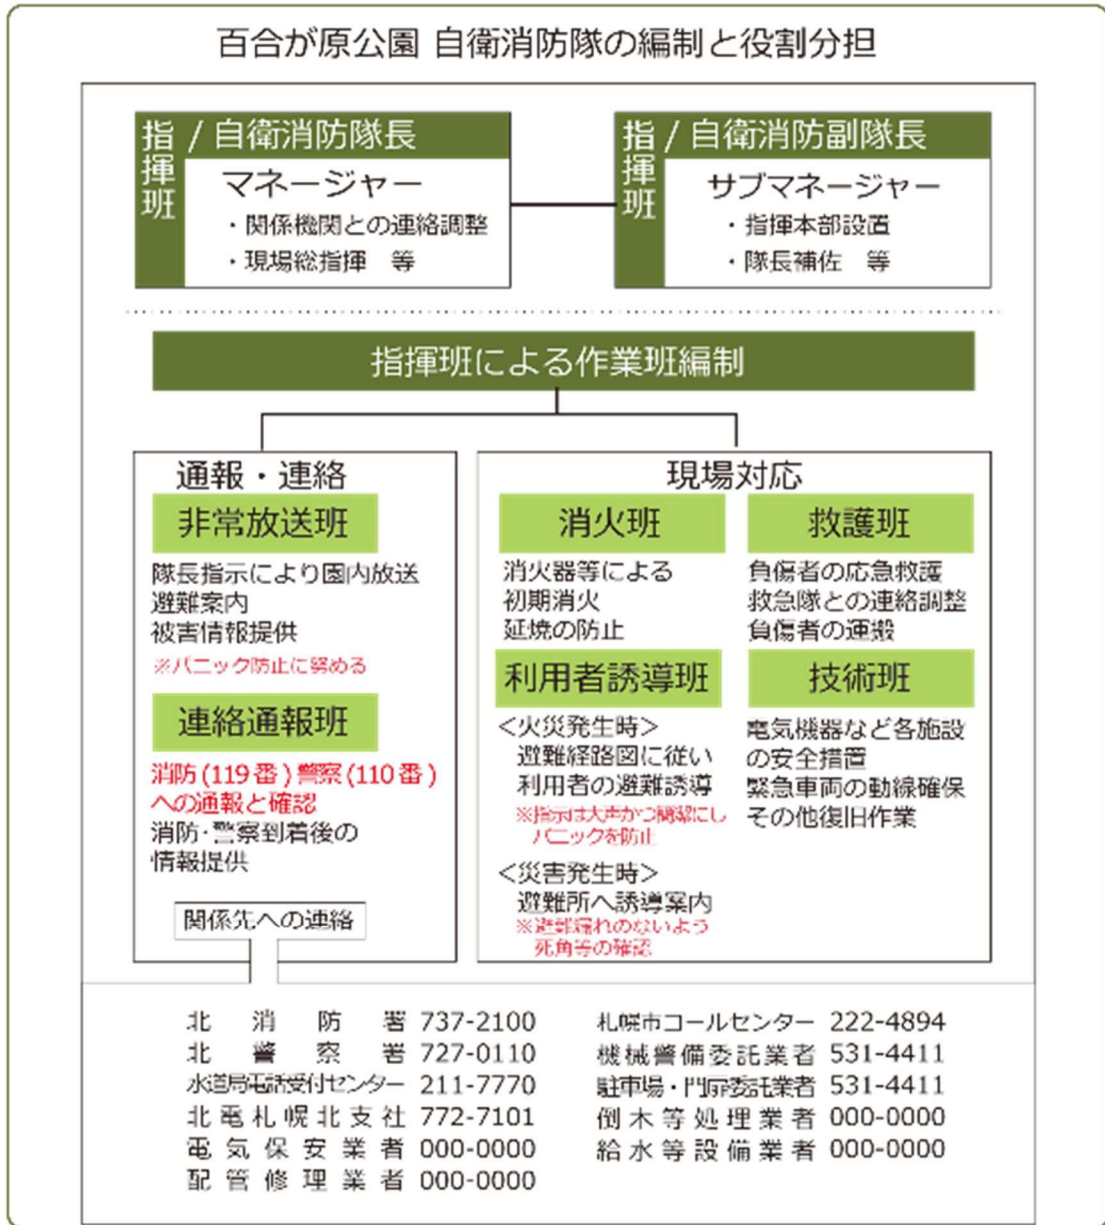 百合が原公園 自衛消防隊の編制と役割分担
指揮班 / 自衛消防隊長
マネージャー
・関係機関との連絡調整
・現場総指揮 等
指揮班 / 自衛消防副隊長
サブマネージャー
・指揮本部設置
・隊長補佐 等
指揮班による作業班編制
通報・連絡
非常放送班
隊長指示により園内放送
避難案内
被害情報提供
※パニック防止に努める
連絡通報班
消防(119番)警察(110番)
への通報と確認
消防・警察到着後の
情報提供
関係先への連絡
現場対応
消火班
消火器等による
初期消火
延焼の防止
救護班
負傷者の応急救護
救急隊との連絡調整
負傷者の運搬
利用者誘導班
<火災発生時>
避難経路図に従い
利用者の避難誘導
※指示は大声かつ簡潔にし
パニックを防止
<災害発生時>
避難所へ誘導案内
※避難漏れのないよう
死角等の確認
技術班
電気機器など各施設
の安全措置
緊急車両の動線確保
その他復旧作業
北消防署 737-2100
北警察署 727-0110
水道局電話受付センター 211-7770
北電札幌北支社 772-7101
電気保安業者 000-0000
配管修理業者 000-0000
札幌市コールセンター 222-4894
機械警備委託業者 531-4411
駐車場・門扉委託業者 531-4411
倒木等処理業者 000-0000
給水等設備業者 000-0000